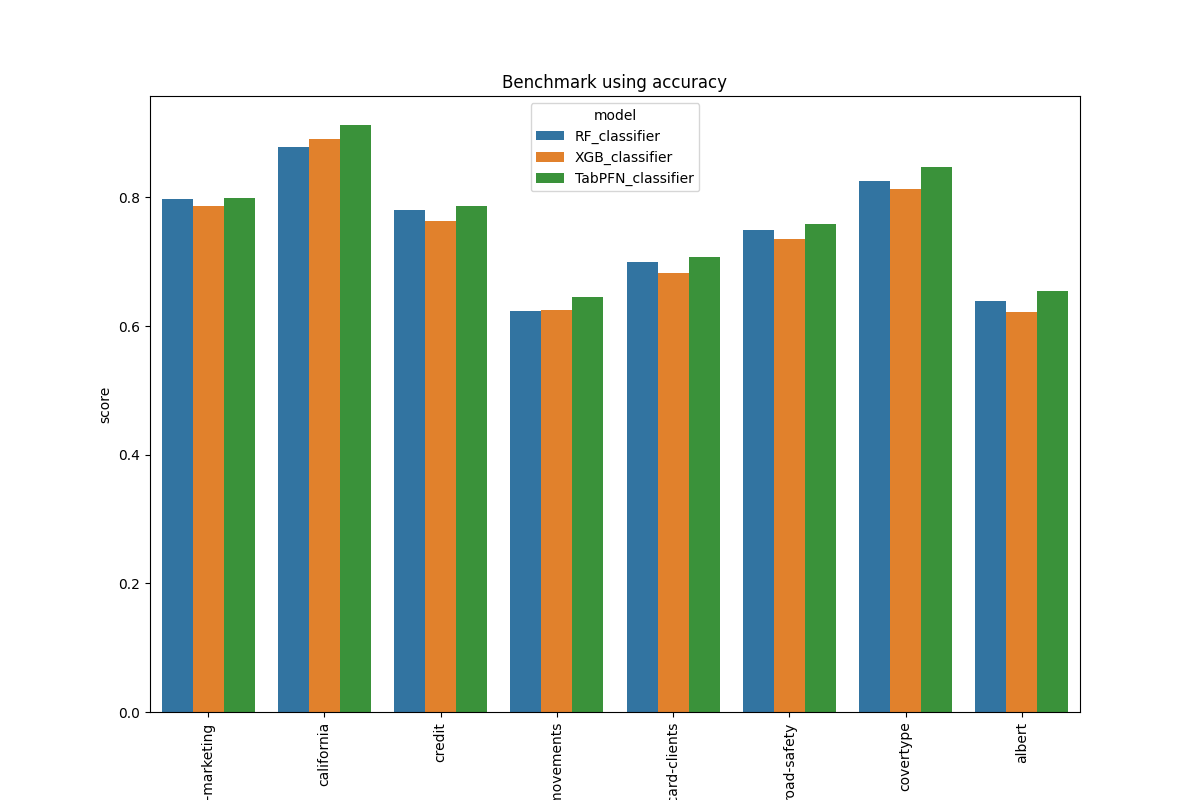 Benchmark using accuracy
model
RF_classifier
XGB_classifier
TabPFN_classifier
score
0.8
0.6
0.4
0.2
0.0
-marketing
california
credit
movements
card-clients
road-safety
covertype
albert